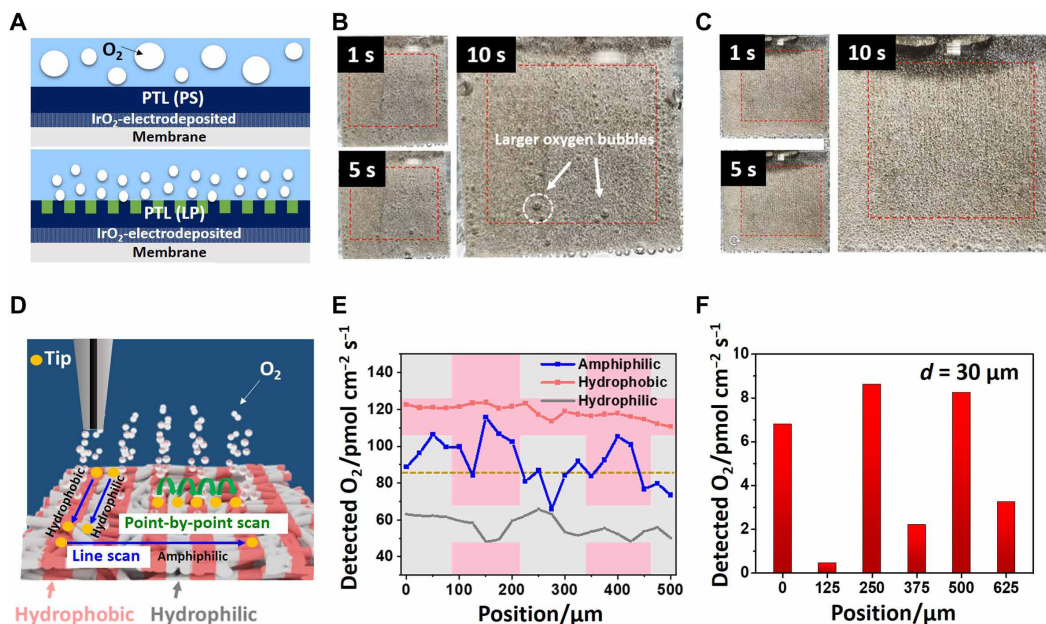 A
O₂
PTL (PS)
IrO₂-electrodeposited
Membrane
PTL (LP)
IrO₂-electrodeposited
Membrane
B
1 s
5 s
10 s
Larger oxygen bubbles
C
1 s
5 s
10 s
D
Tip
O₂
Hydrophobic
Hydrophilic
Point-by-point scan
Line scan
Amphiphilic
Hydrophobic
Hydrophilic
E
Detected O₂/pmol cm⁻² s⁻¹
140
120
100
80
60
40
Amphiphilic
Hydrophobic
Hydrophilic
0
100
200
300
400
500
Position/μm
F
Detected O₂/pmol cm⁻² s⁻¹
10
8
6
4
2
0
d = 30 μm
0
125
250
375
500
625
Position/μm